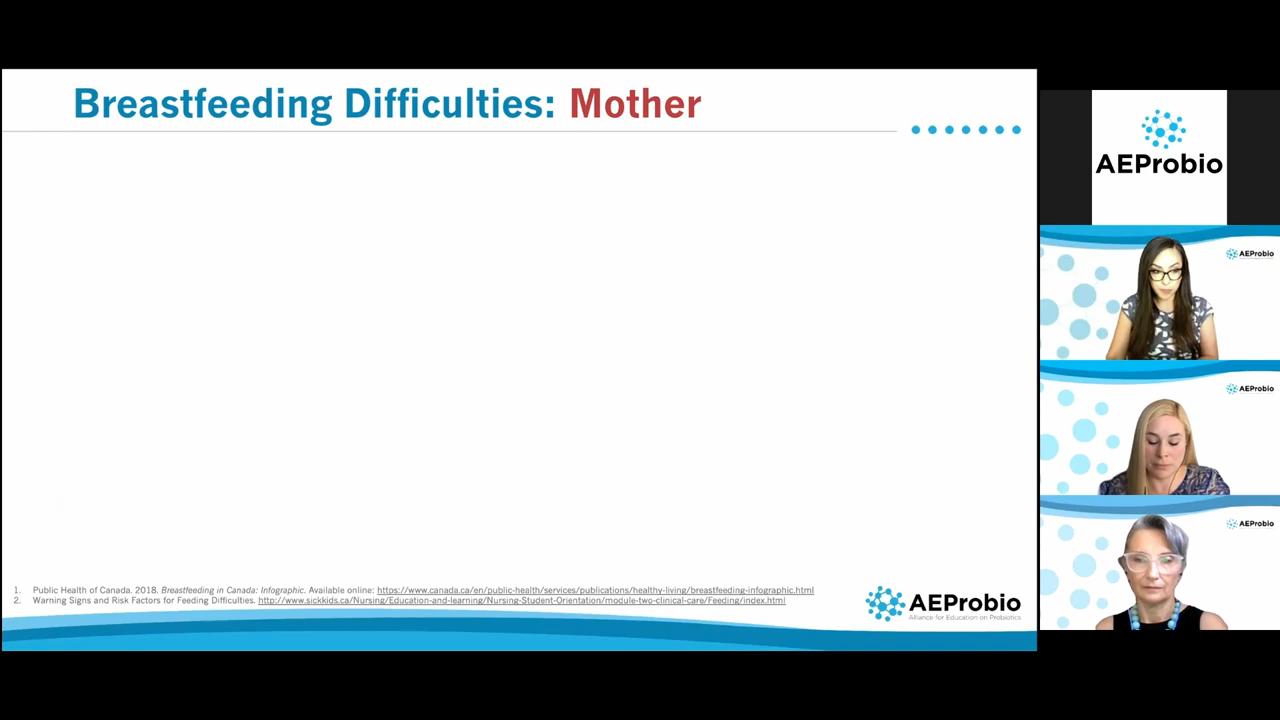 Breastfeeding Difficulties: Mother
1. Public Health of Canada. 2018. Breastfeeding in Canada: Infographic. Available online: https://www.canada.ca/en/public-health/services/publications/healthy-living/breastfeeding-infographic.html
2. Warning Signs and Risk Factors for Feeding Difficulties. http://www.sickkids.ca/Nursing/Education-and-learning/Nursing-Student-Orientation/module-two-clinical-care/Feeding/index.html
AEProbio
Alliance for Education on Probiotics
AEProbio
AEProbio
AEProbio
AEProbio